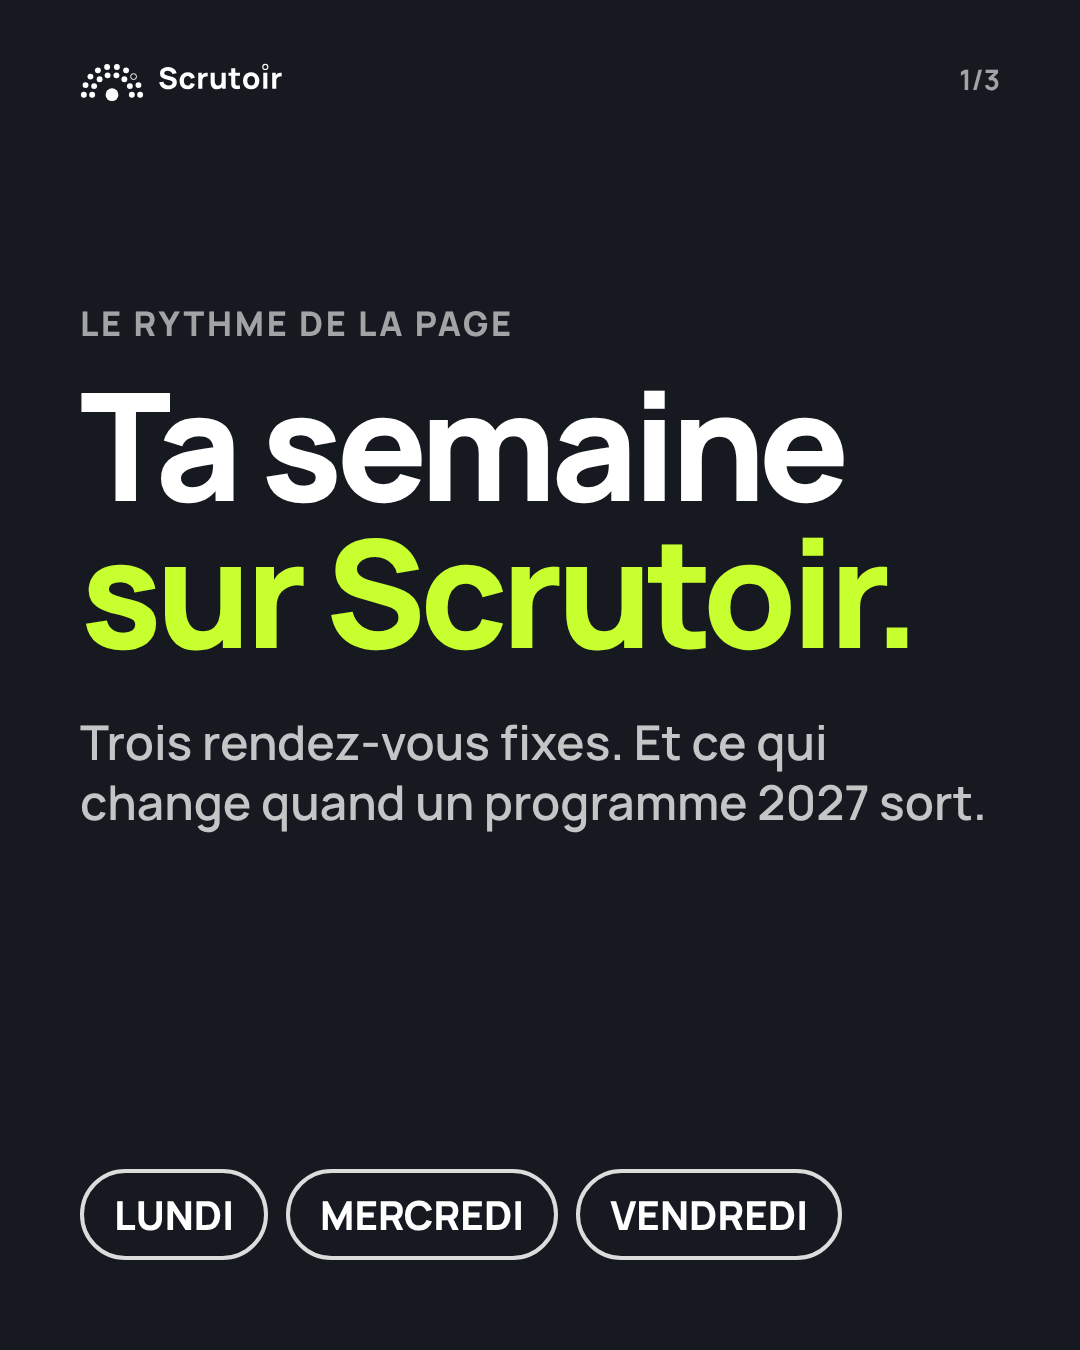 Scrutoir
1/3
LE RYTHME DE LA PAGE
Ta semaine
sur Scrutoir.
Trois rendez-vous fixes. Et ce qui
change quand un programme 2027 sort.
LUNDI
MERCREDI
VENDREDI